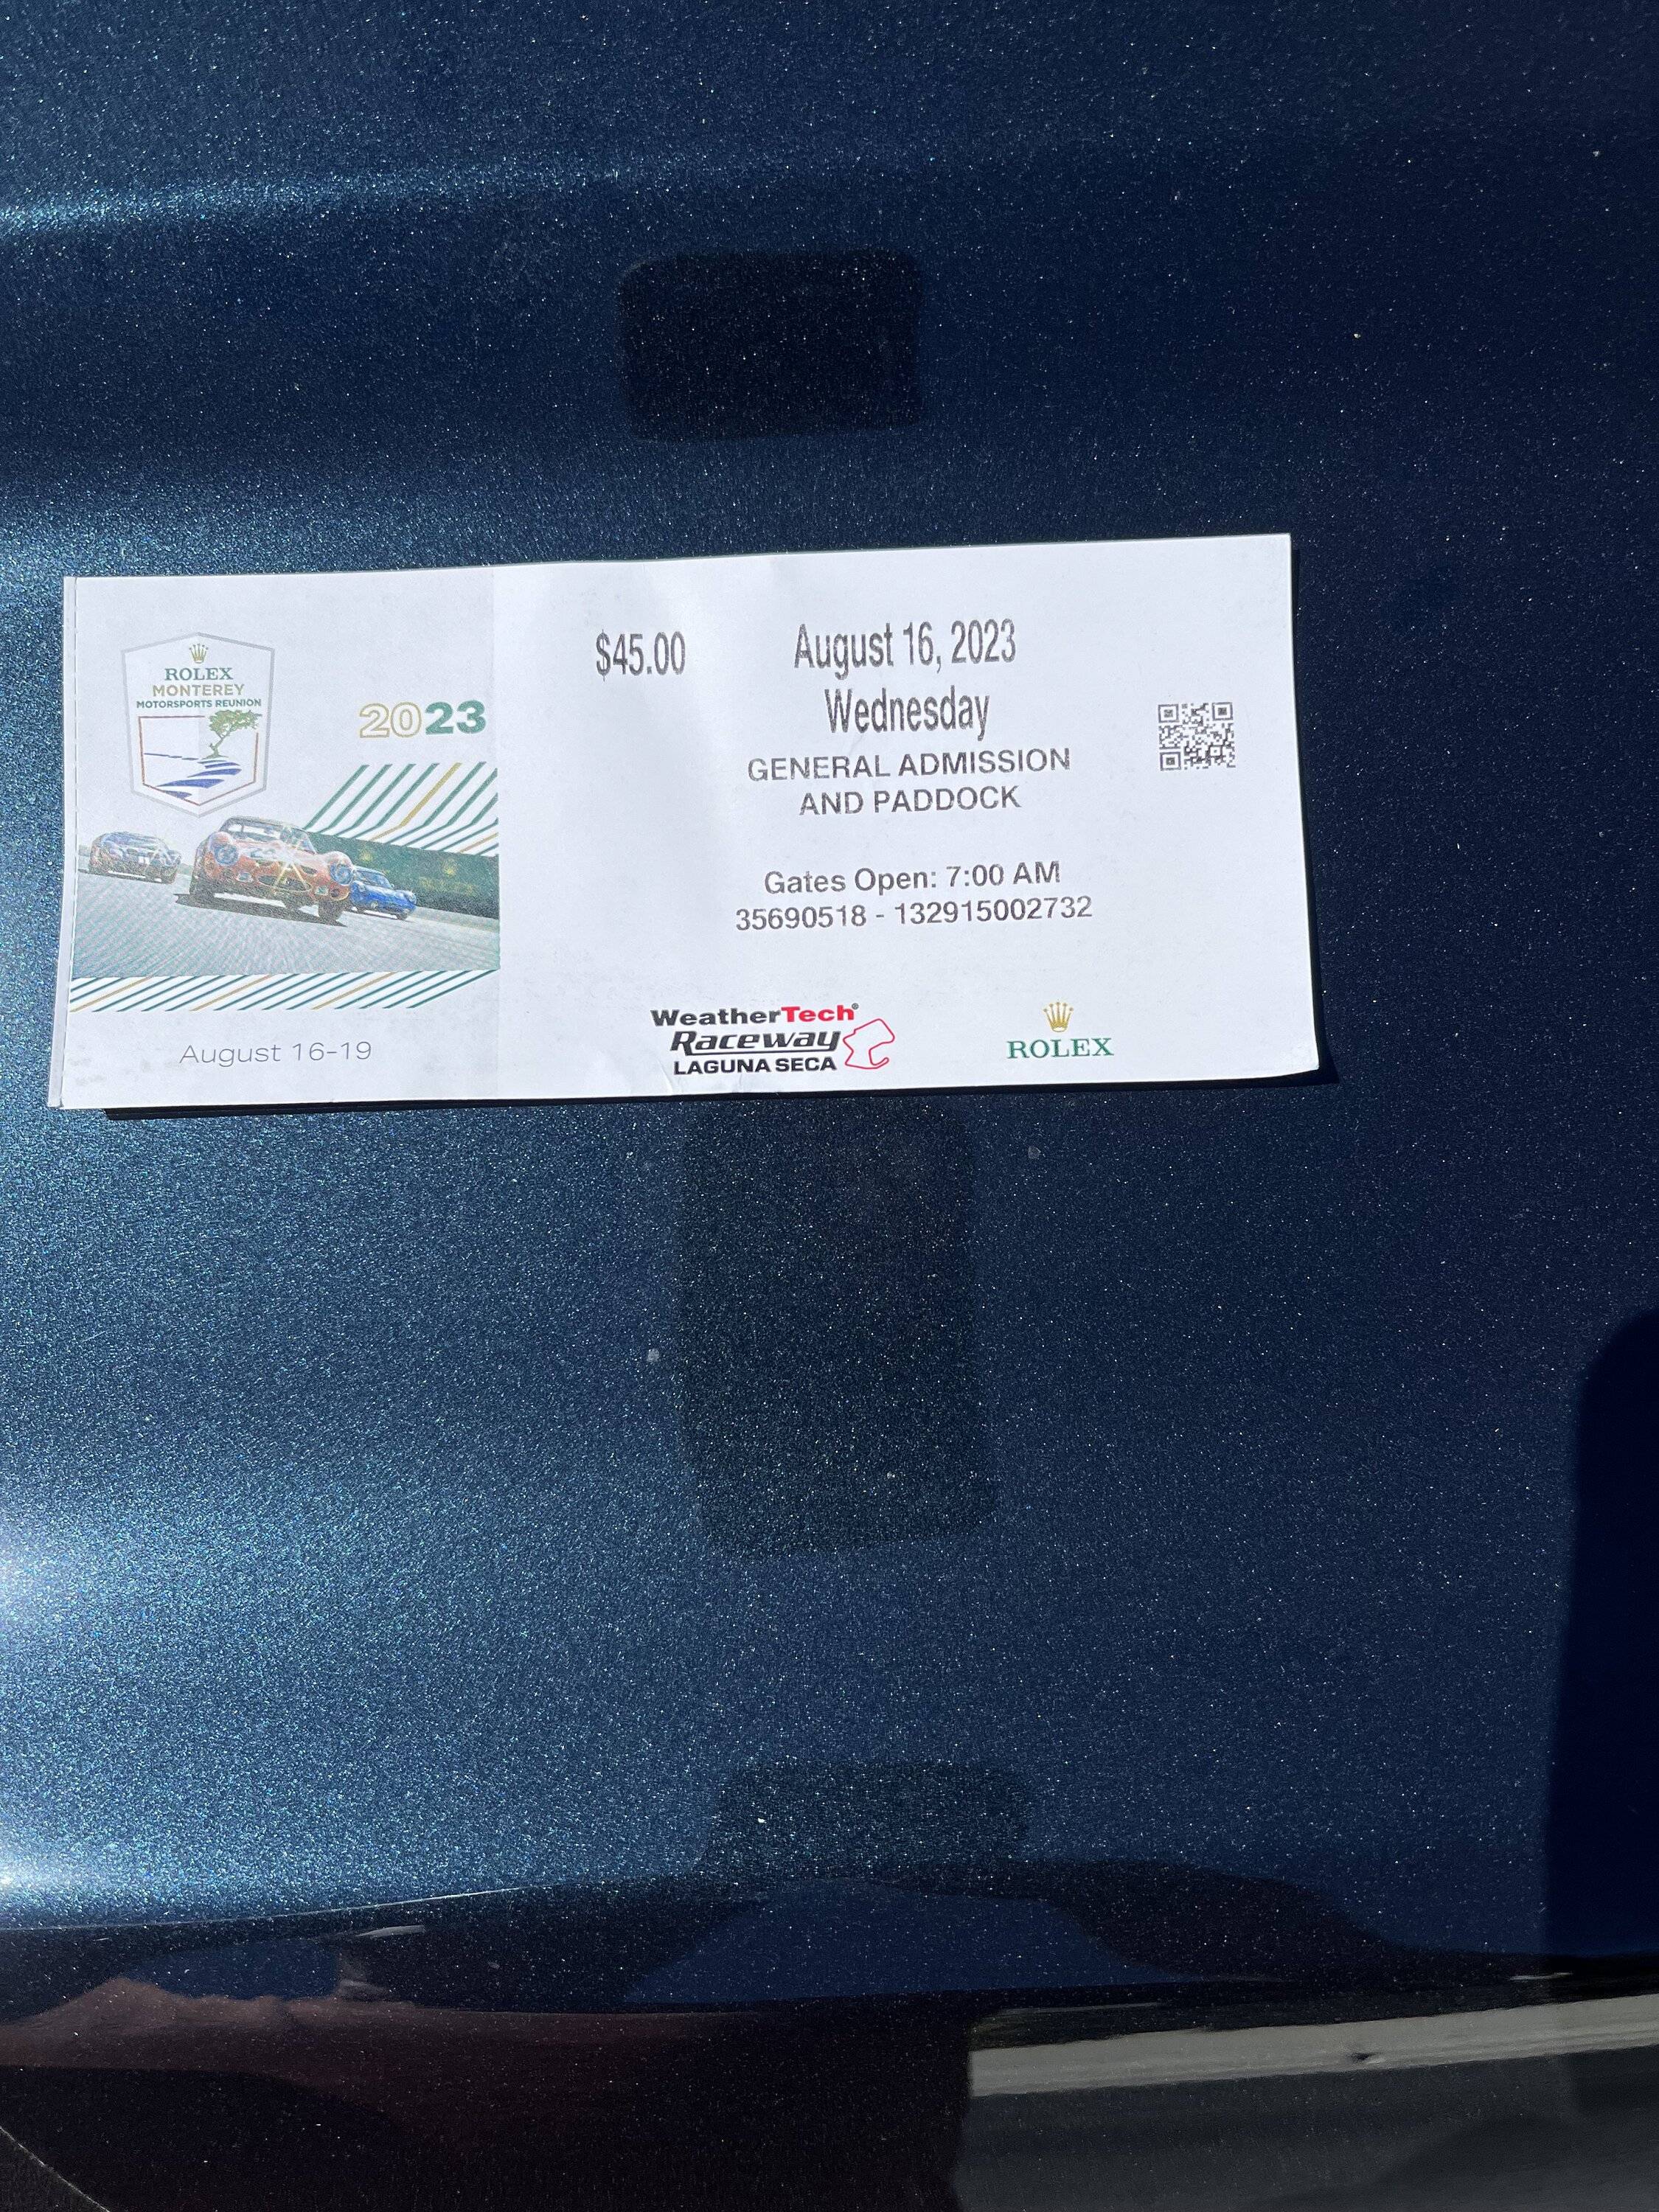 ROLEX
MONTEREY
MOTORSPORTS REUNION
2023
August 16-19
$45.00
August 16, 2023
Wednesday
GENERAL ADMISSION
AND PADDOCK
Gates Open: 7:00 AM
35690518 - 132915002732
WeatherTech®
Raceway
LAGUNA SECA
ROLEX